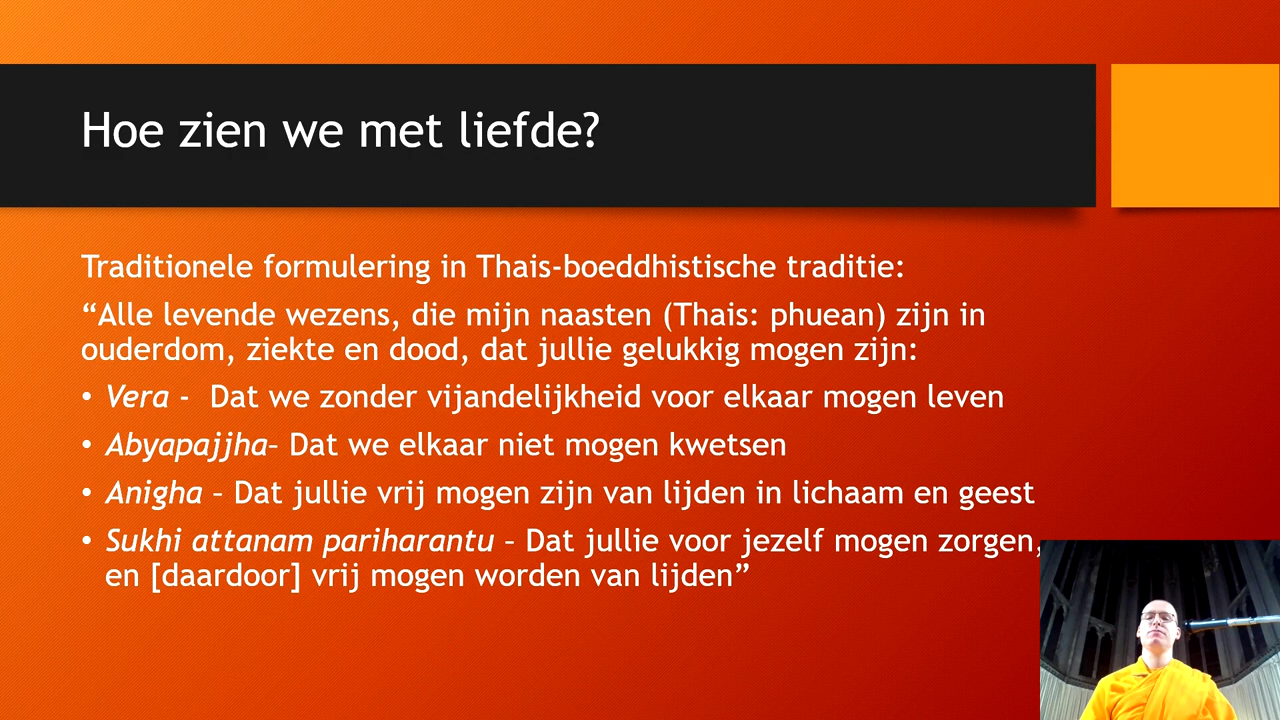 Hoe zien we met liefde?
Traditionele formulering in Thais-boeddhistische traditie:
“Alle levende wezens, die mijn naasten (Thais: phuean) zijn in
ouderdom, ziekte en dood, dat jullie gelukkig mogen zijn:
• Vera -  Dat we zonder vijandelijkheid voor elkaar mogen leven
• Abyapajjha– Dat we elkaar niet mogen kwetsen
• Anigha – Dat jullie vrij mogen zijn van lijden in lichaam en geest
• Sukhi attanam pariharantu – Dat jullie voor jezelf mogen zorgen,
en [daardoor] vrij mogen worden van lijden”